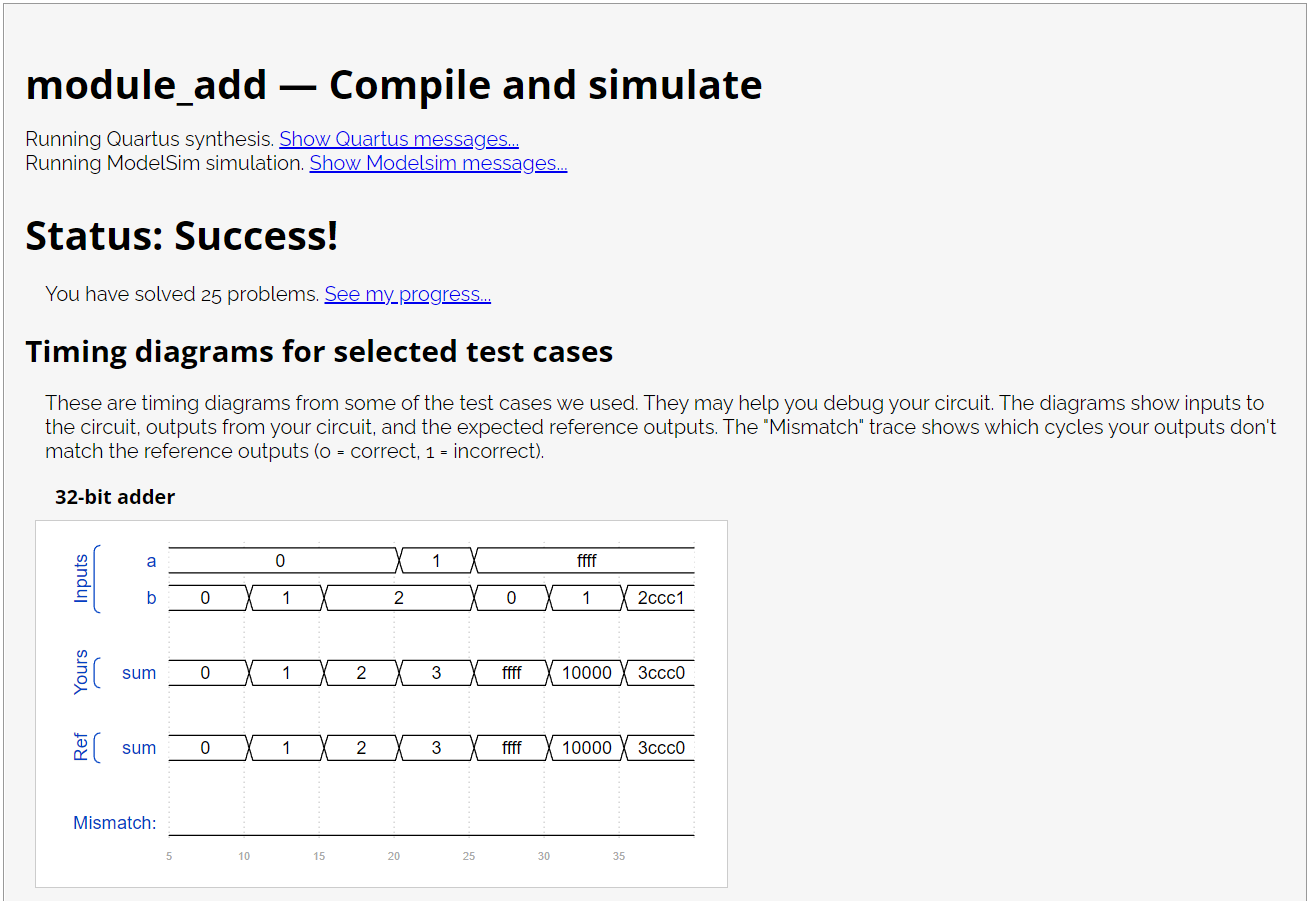 module_add — Compile and simulate
Running Quartus synthesis. Show Quartus messages...
Running ModelSim simulation. Show Modelsim messages...
Status: Success!
You have solved 25 problems. See my progress...
Timing diagrams for selected test cases
These are timing diagrams from some of the test cases we used. They may help you debug your circuit. The diagrams show inputs to
the circuit, outputs from your circuit, and the expected reference outputs. The "Mismatch" trace shows which cycles your outputs don't
match the reference outputs (0 = correct, 1 = incorrect).
32-bit adder
Inputs
a 0 1 ffff
b 0 1 2 0 1 2ccc1
Yours
sum 0 1 2 3 ffff 10000 3ccc0
Ref
sum 0 1 2 3 ffff 10000 3ccc0
Mismatch:
5 10 15 20 25 30 35